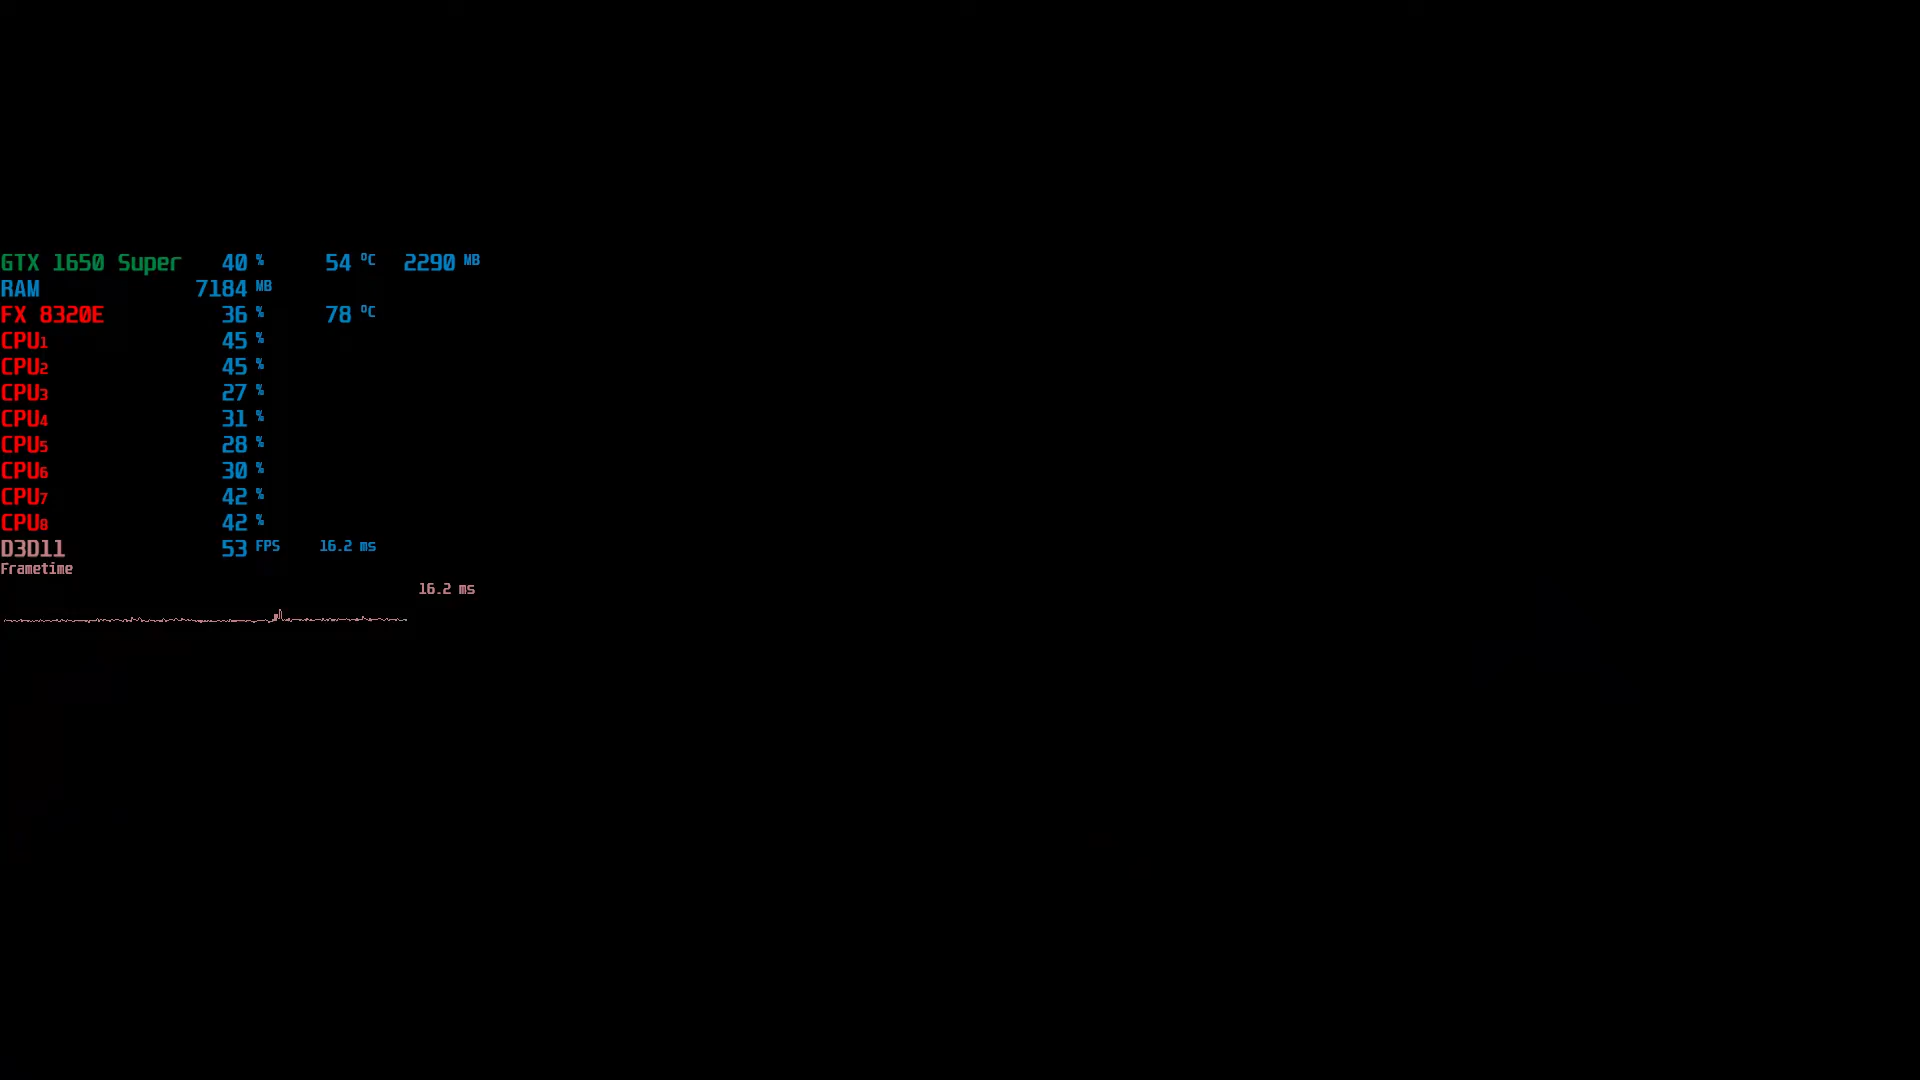 GTX 1650 Super 40 % 54 °C 2290 MB
RAM 7184 MB
FX 8320E 36 % 78 °C
CPU1 45 %
CPU2 45 %
CPU3 27 %
CPU4 31 %
CPU5 28 %
CPU6 30 %
CPU7 42 %
CPU8 42 %
D3D11 53 FPS 16.2 ms
Frametime
16.2 ms